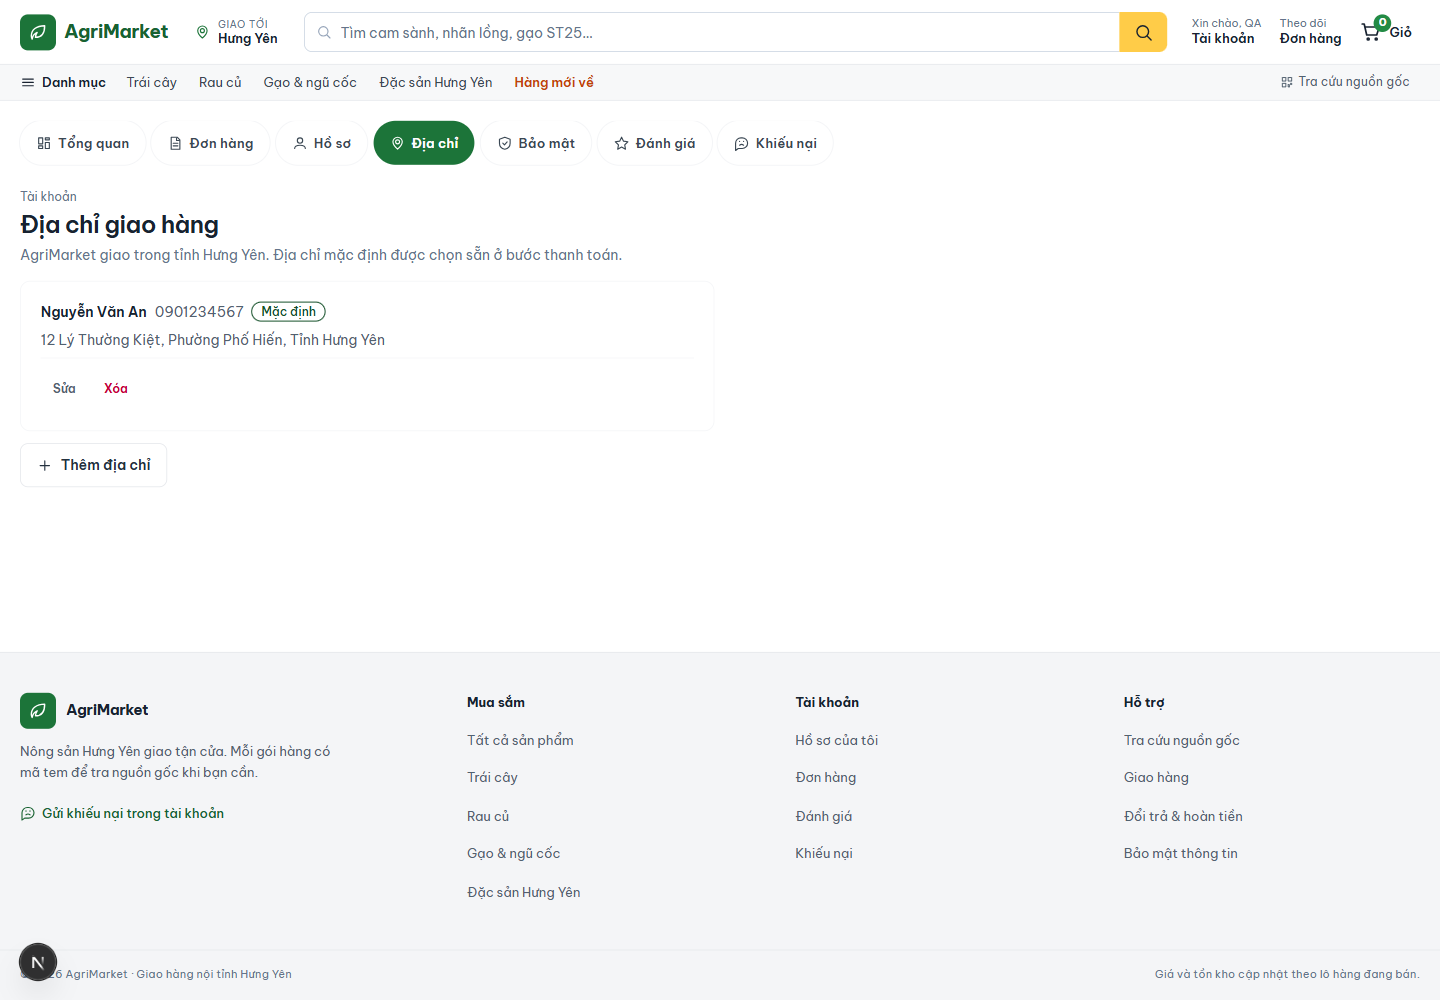 AgriMarket
GIAO TỚI
Hưng Yên
Tìm cam sành, nhãn lồng, gạo ST25...
Xin chào, QA
Tài khoản
Theo dõi
Đơn hàng
0
Giỏ
Danh mục
Trái cây
Rau củ
Gạo & ngũ cốc
Đặc sản Hưng Yên
Hàng mới về
Tra cứu nguồn gốc
Tổng quan
Đơn hàng
Hồ sơ
Địa chỉ
Bảo mật
Đánh giá
Khiếu nại
Tài khoản
Địa chỉ giao hàng
AgriMarket giao trong tỉnh Hưng Yên. Địa chỉ mặc định được chọn sẵn ở bước thanh toán.
Nguyễn Văn An 0901234567 Mặc định
12 Lý Thường Kiệt, Phường Phố Hiến, Tỉnh Hưng Yên
Sửa
Xóa
Thêm địa chỉ
AgriMarket
Nông sản Hưng Yên giao tận cửa. Mỗi gói hàng có
mã tem để tra nguồn gốc khi bạn cần.
Gửi khiếu nại trong tài khoản
Mua sắm
Tất cả sản phẩm
Trái cây
Rau củ
Gạo & ngũ cốc
Đặc sản Hưng Yên
Tài khoản
Hồ sơ của tôi
Đơn hàng
Đánh giá
Khiếu nại
Hỗ trợ
Tra cứu nguồn gốc
Giao hàng
Đổi trả & hoàn tiền
Bảo mật thông tin
N
6 AgriMarket · Giao hàng nội tỉnh Hưng Yên
Giá và tồn kho cập nhật theo lô hàng đang bán.